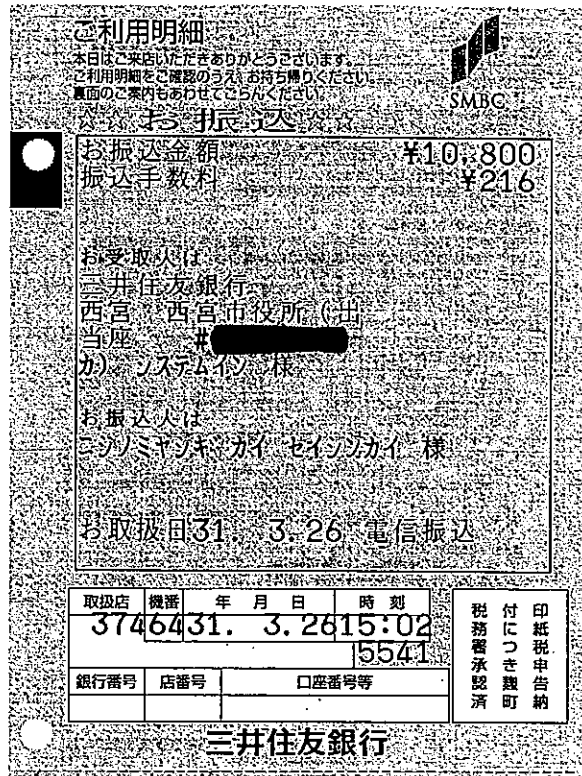 ご利用明細
本日はご来店いただきありがとうございます。
ご利用明細をご確認のうえ、お持ち帰りください。
裏面のご案内もあわせてごらんください。
SMBC
☆☆ お振込 ☆☆
お振込金額 ¥10,800
振込手数料 ¥216
お受取人は
三井住友銀行
西宮 西宮市役所(出
当座 #
カ) システムイン 様
お振込人は
ニシノミヤシギ カイ セイシンカイ 様
お取扱日31. 3.26 電信振込
取扱店 機番 年 月 日 時 刻
374 64 31. 3.26 15:02
5541
銀行番号 店番号 口座番号等
印紙税申告納
付につき麹町
税務署承認済
三井住友銀行